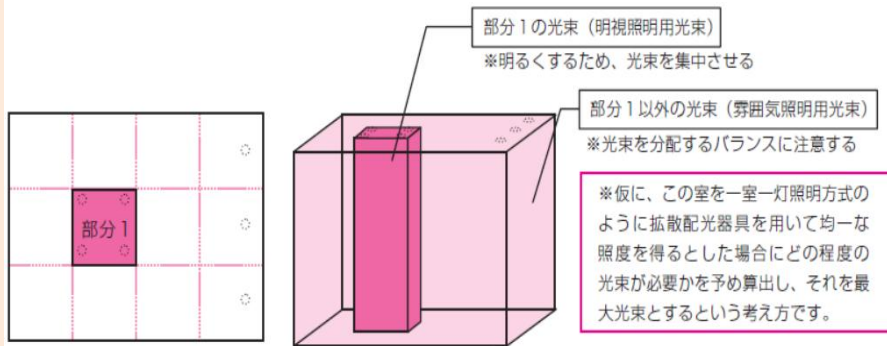 部分1の光束（明視照明用光束）
※明るくするため、光束を集中させる
部分1以外の光束（雰囲気照明用光束）
※光束を分配するバランスに注意する
部分1
※仮に、この室を一室一灯照明方式の
ように拡散配光器具を用いて均一な
照度を得るとした場合にどの程度の
光束が必要かを予め算出し、それを最
大光束とするという考え方です。